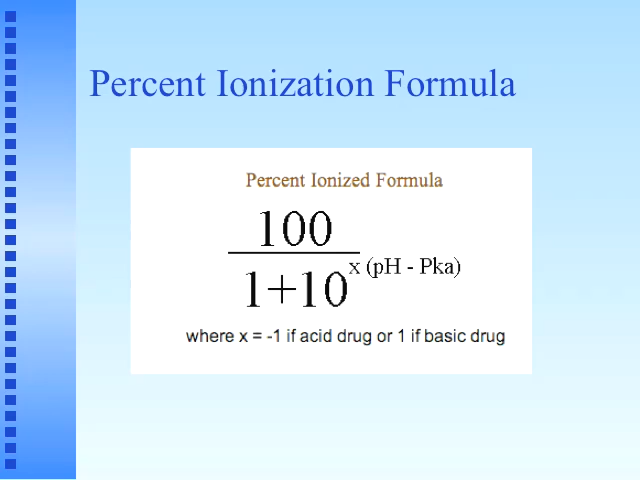 Percent Ionization Formula
Percent Ionized Formula
100
1+10 x (pH - Pka)
where x = -1 if acid drug or 1 if basic drug